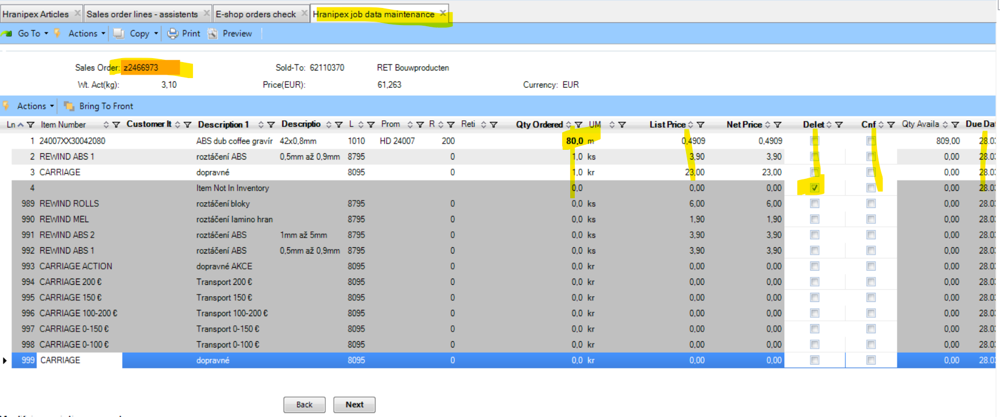 Hranipex Articles Sales order lines - assistents E-shop orders check Hranipex job data maintenance
Go To Actions Copy Print Preview
Sales Order: z2466973 Sold-To: 62110370 RET Bouwproducten
Wt. Act(kg): 3,10 Price(EUR): 61,263 Currency: EUR
Actions Bring To Front
Ln Item Number Customer It Description 1 Descriptio L Prom R Reti Qty Ordered UM List Price Net Price Delet Cnf Qty Availa Due Da
1 24007XX30042080 ABS dub coffee gravír 42x0,8mm 1010 HD 24007 200 80,0 m 0,4909 0,4909 809,00 28.0
2 REWIND ABS 1 roztáčení ABS 0,5mm až 0,9mm 8795 0 1,0 ks 3,90 3,90 0,00 28.0
3 CARRIAGE dopravné 8095 0 1,0 kr 23,00 23,00 0,00 28.0
4 Item Not In Inventory 0,0 0,00 0,00 0,00 28.0
989 REWIND ROLLS roztáčení bloky 8795 0 0,0 ks 6,00 6,00 0,00 28.0
990 REWIND MEL roztáčení lamino hran 8795 0 0,0 ks 1,90 1,90 0,00 28.0
991 REWIND ABS 2 roztáčení ABS 1mm až 5mm 8795 0 0,0 ks 3,90 3,90 0,00 28.0
992 REWIND ABS 1 roztáčení ABS 0,5mm až 0,9mm 8795 0 0,0 ks 3,90 3,90 0,00 28.0
993 CARRIAGE ACTION dopravné AKCE 8095 0 0,0 kr 0,00 0,00 0,00 28.0
994 CARRIAGE 200 € Transport 200 € 8095 0 0,0 kr 0,00 0,00 0,00 28.0
995 CARRIAGE 150 € Transport 150 € 8095 0 0,0 kr 0,00 0,00 0,00 28.0
996 CARRIAGE 100-200 € Transport 100-200 € 8095 0 0,0 kr 0,00 0,00 0,00 28.0
997 CARRIAGE 0-150 € Transport 0-150 € 8095 0 0,0 kr 0,00 0,00 0,00 28.0
998 CARRIAGE 0-100 € Transport 0-100 € 8095 0 0,0 kr 0,00 0,00 0,00 28.0
999 CARRIAGE dopravné 8095 0 0,0 kr 0,00 0,00 0,00 28.0
Back Next